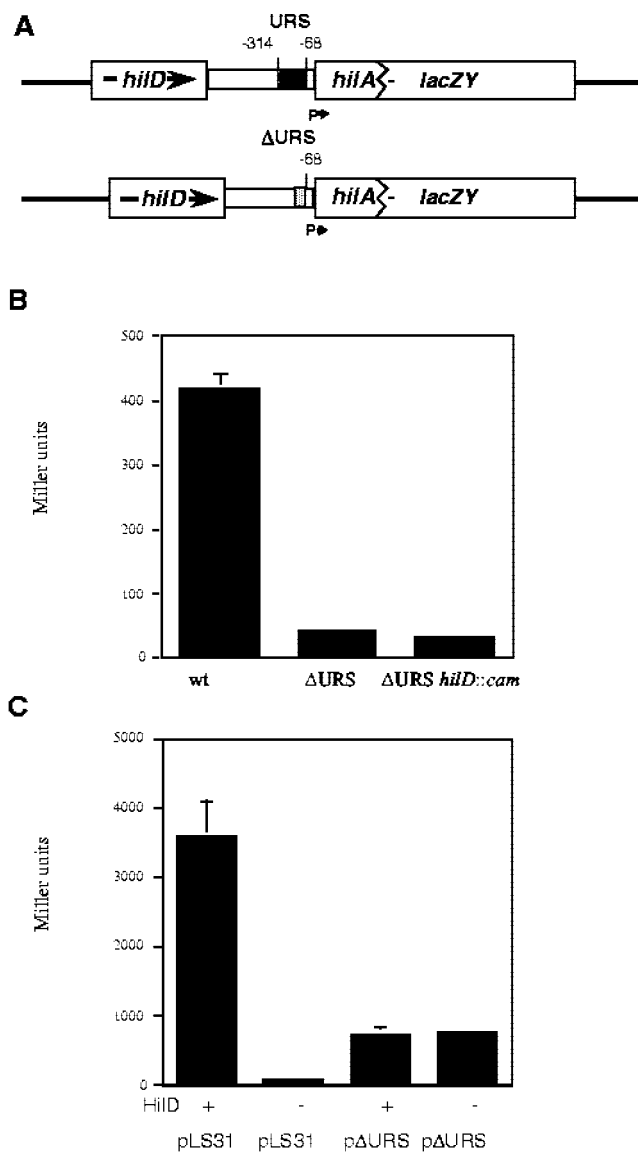 A
URS
-314 -68
hilD hilA - lacZY
P
ΔURS
-68
hilD hilA - lacZY
P
B
500
400
300
200
100
0
Miller units
wt ΔURS ΔURS hilD::cam
C
5000
4000
3000
2000
1000
0
Miller units
HilD + - + -
pLS31 pLS31 pΔURS pΔURS